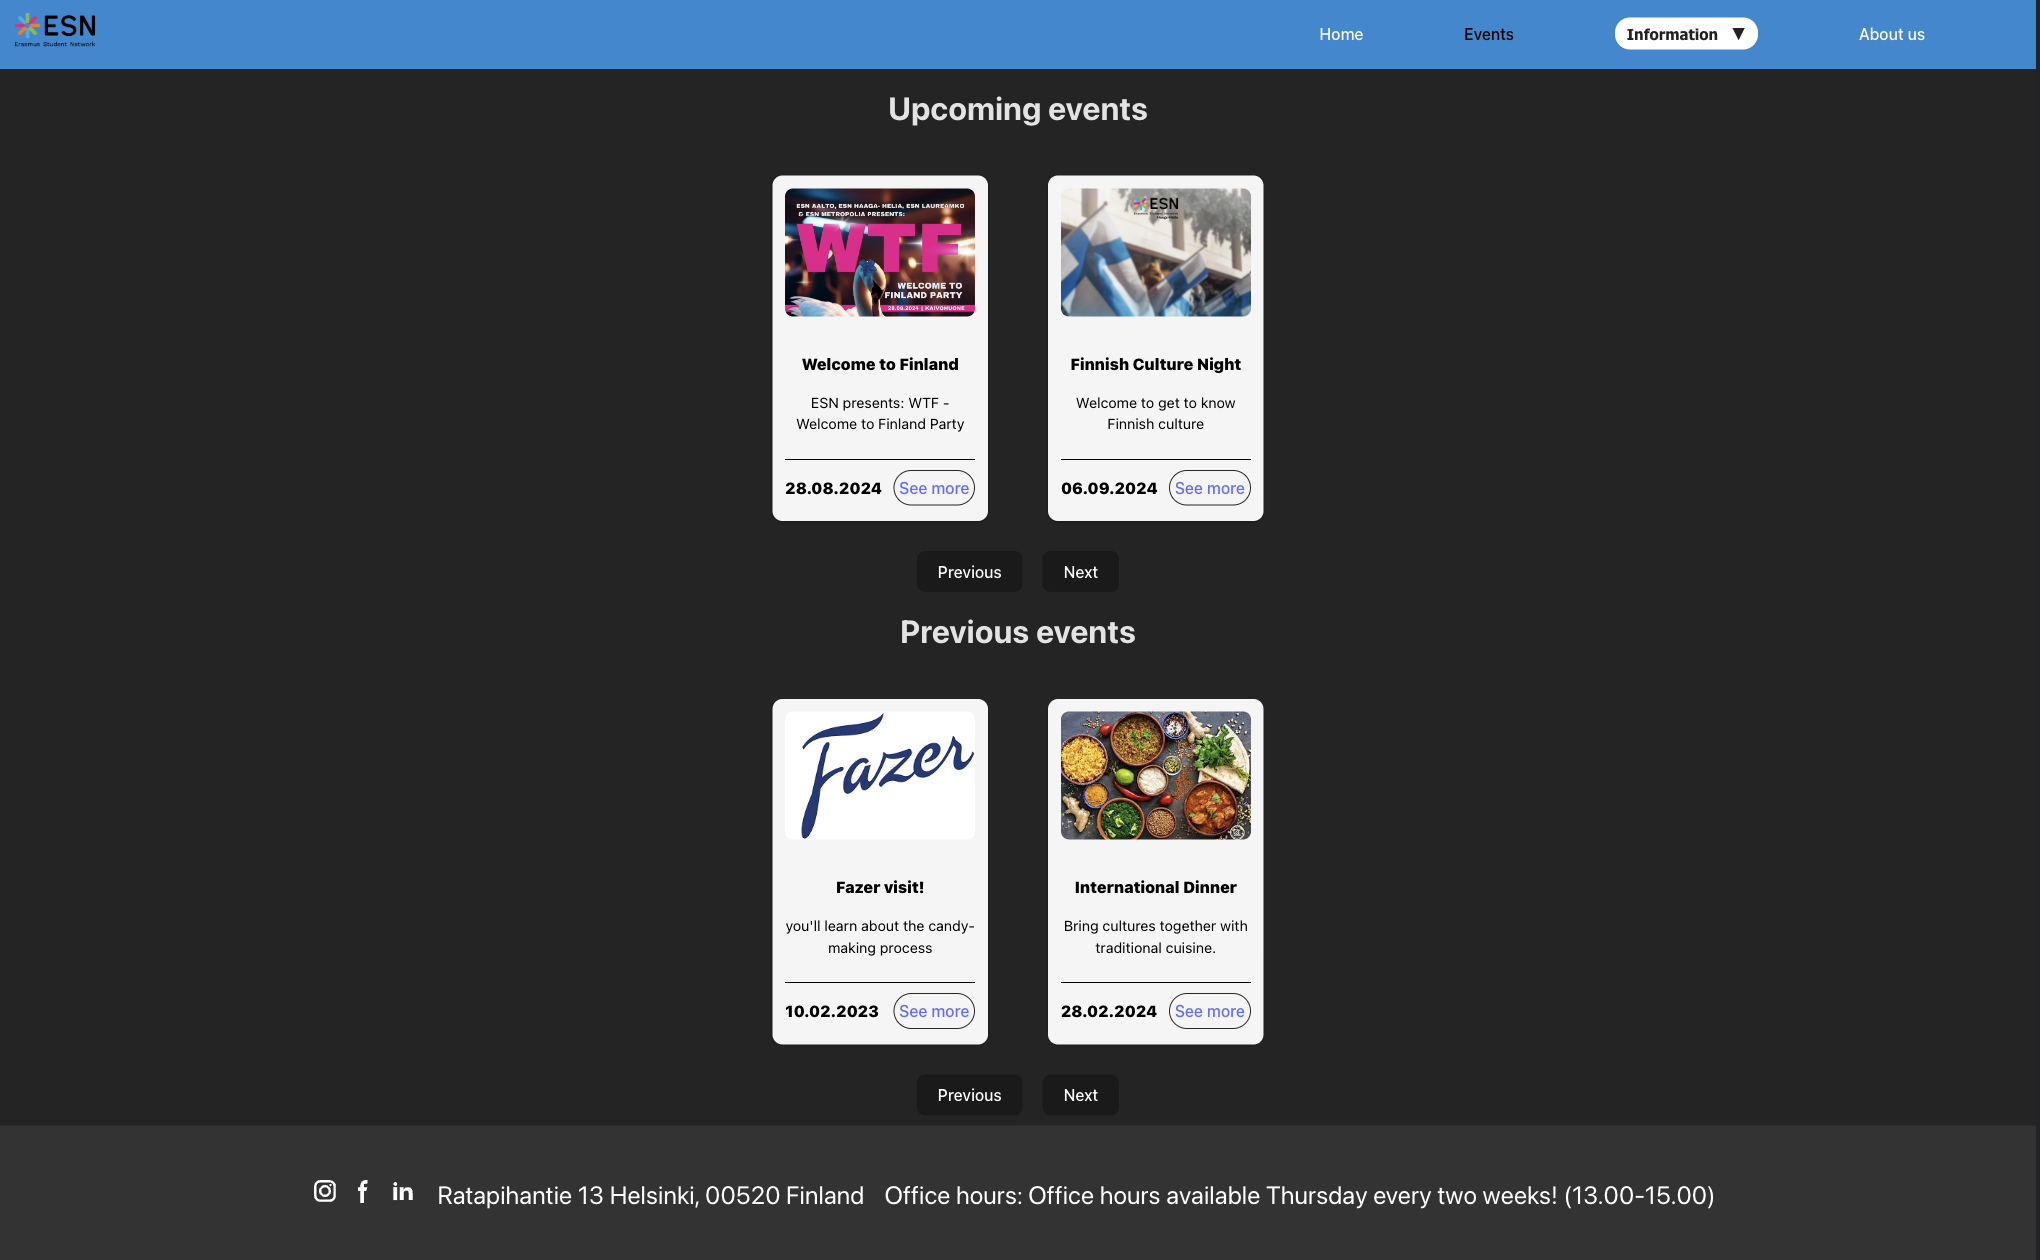 ESN
Erasmus Student Network
Home
Events
Information ▼
About us
Upcoming events
ESN AALTO, ESN HAAGA- HELIA, ESN LAUREAMKO
& ESN METROPOLIA PRESENTS:
WTF
WELCOME TO
FINLAND PARTY
28.08.2024 | KAIVOHUONE
Welcome to Finland
ESN presents: WTF -
Welcome to Finland Party
28.08.2024
See more
ESN
Finnish Culture Night
Welcome to get to know
Finnish culture
06.09.2024
See more
Previous
Next
Previous events
Fazer
Fazer visit!
you'll learn about the candy-
making process
10.02.2023
See more
International Dinner
Bring cultures together with
traditional cuisine.
28.02.2024
See more
Previous
Next
Ratapihantie 13 Helsinki, 00520 Finland
Office hours: Office hours available Thursday every two weeks! (13.00-15.00)